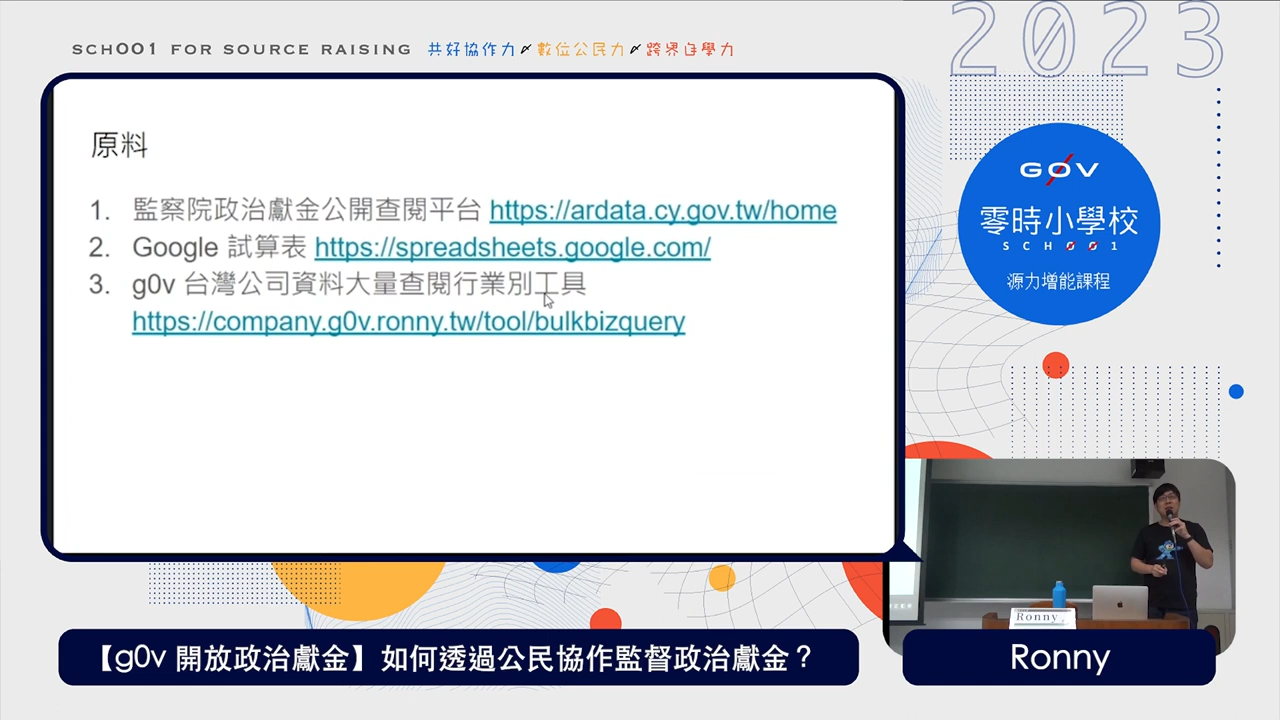 SCH001 FOR SOURCE RAISING 共好協作力 數位公民力 跨界自學力
2023
原料
1. 監察院政治獻金公開查閱平台 https://ardata.cy.gov.tw/home
2. Google 試算表 https://spreadsheets.google.com/
3. g0v 台灣公司資料大量查閱行業別工具
https://company.g0v.ronny.tw/tool/bulkbizquery
G0V
零時小學校
SCH001
源力增能課程
Ronny
【g0v 開放政治獻金】如何透過公民協作監督政治獻金？
Ronny